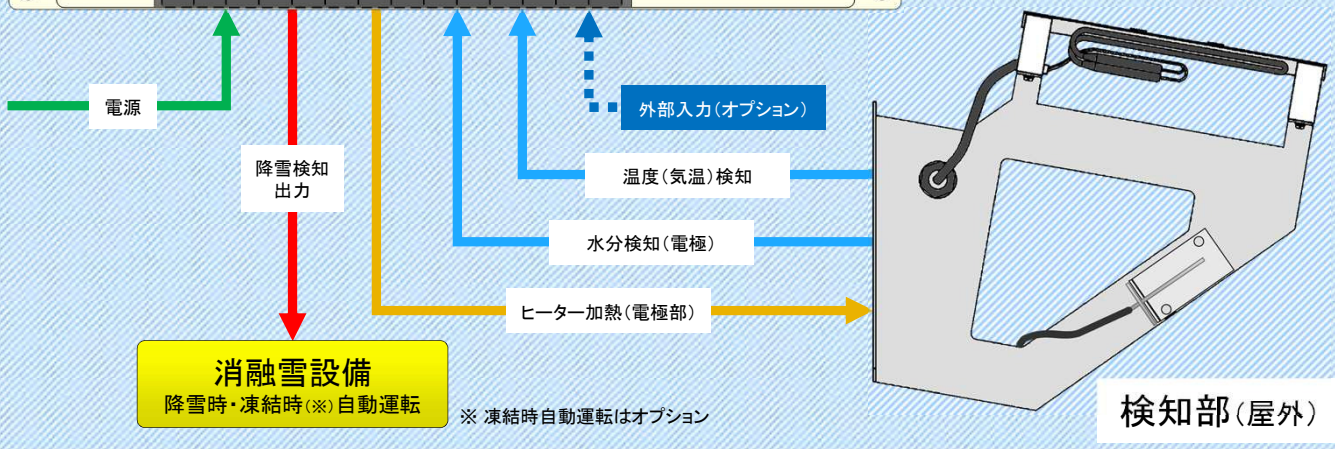 電源
外部入力(オプション)
降雪検知
出力
温度(気温)検知
水分検知(電極)
ヒーター加熱(電極部)
消融雪設備
降雪時・凍結時(※)自動運転
※ 凍結時自動運転はオプション
検知部(屋外)